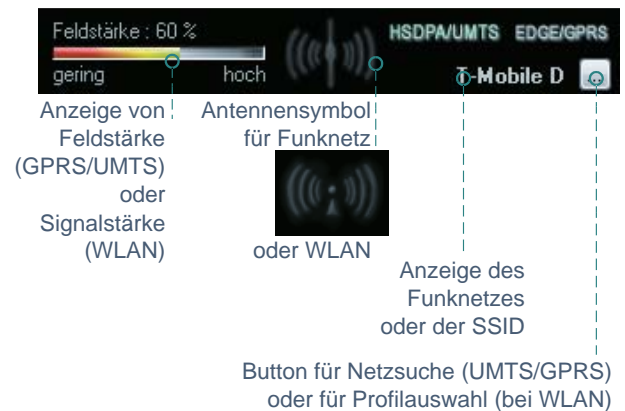 Feldstärke : 60 %
HSDPA/UMTS EDGE/GPRS
gering hoch
T-Mobile D ...
Anzeige von
Feldstärke
(GPRS/UMTS)
oder
Signalstärke
(WLAN)
Antennensymbol
für Funknetz
oder WLAN
Anzeige des
Funknetzes
oder der SSID
Button für Netzsuche (UMTS/GPRS)
oder für Profilauswahl (bei WLAN)